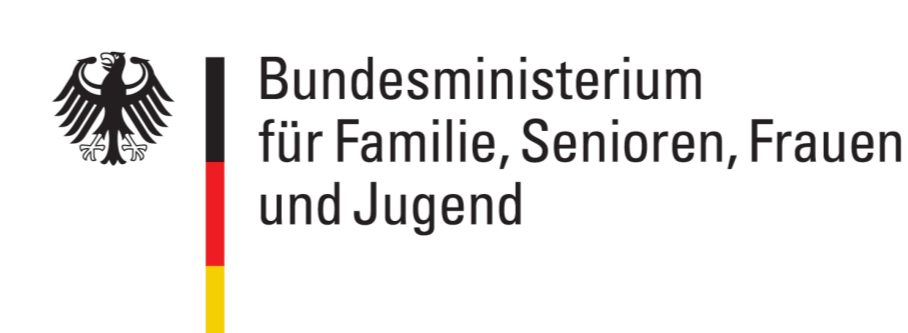 Bundesministerium
für Familie, Senioren, Frauen
und Jugend